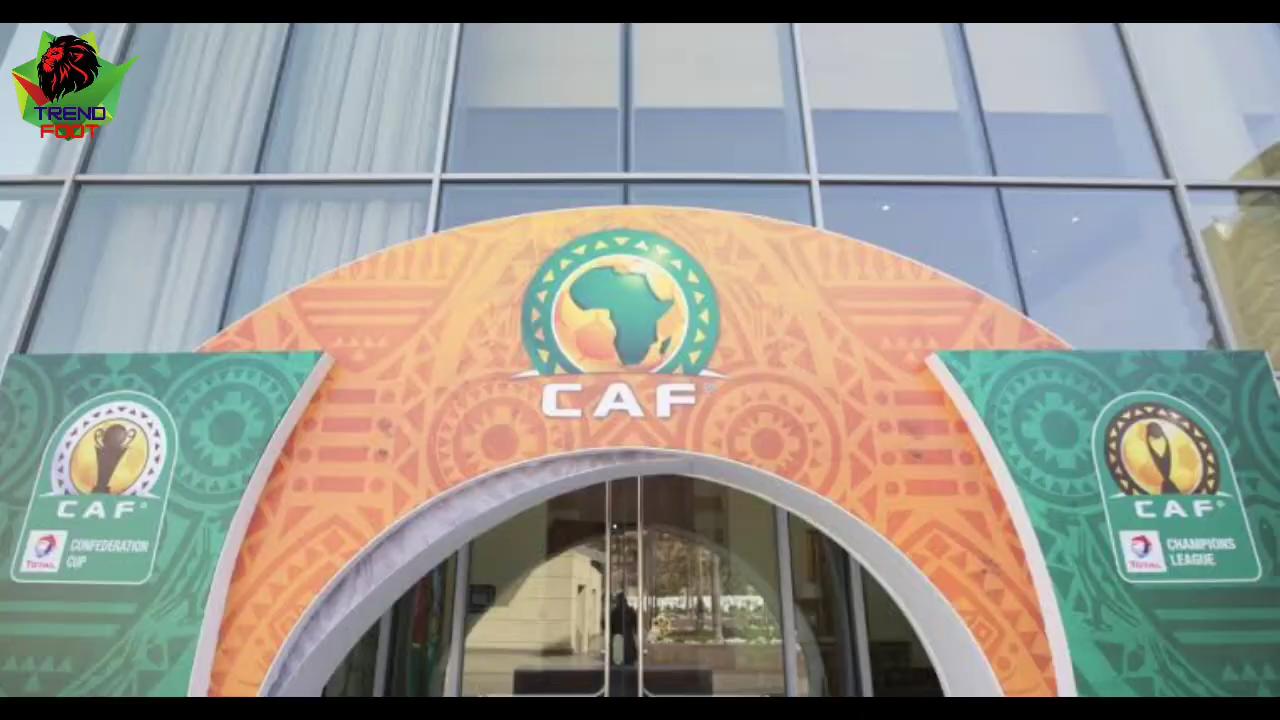 TREND
FOOT
CAF
CAF
TOTAL
CONFEDERATION
CUP
CAF
TOTAL
CHAMPIONS
LEAGUE